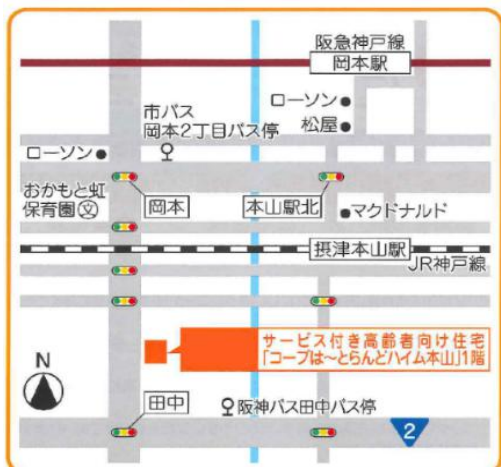 阪急神戸線
岡本駅
ローソン
松屋
市バス
岡本2丁目バス停
ローソン
おかもと虹
保育園
文
岡本
本山駅北
マクドナルド
摂津本山駅
JR神戸線
サービス付き高齢者向け住宅
「コープは〜とらんどハイム本山」1階
N
田中
阪神バス田中バス停
2